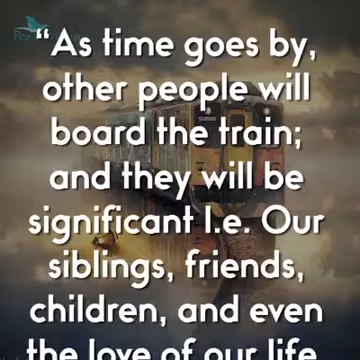 “As time goes by,
other people will
board the train;
and they will be
significant I.e. Our
siblings, friends,
children, and even
the love of our life.